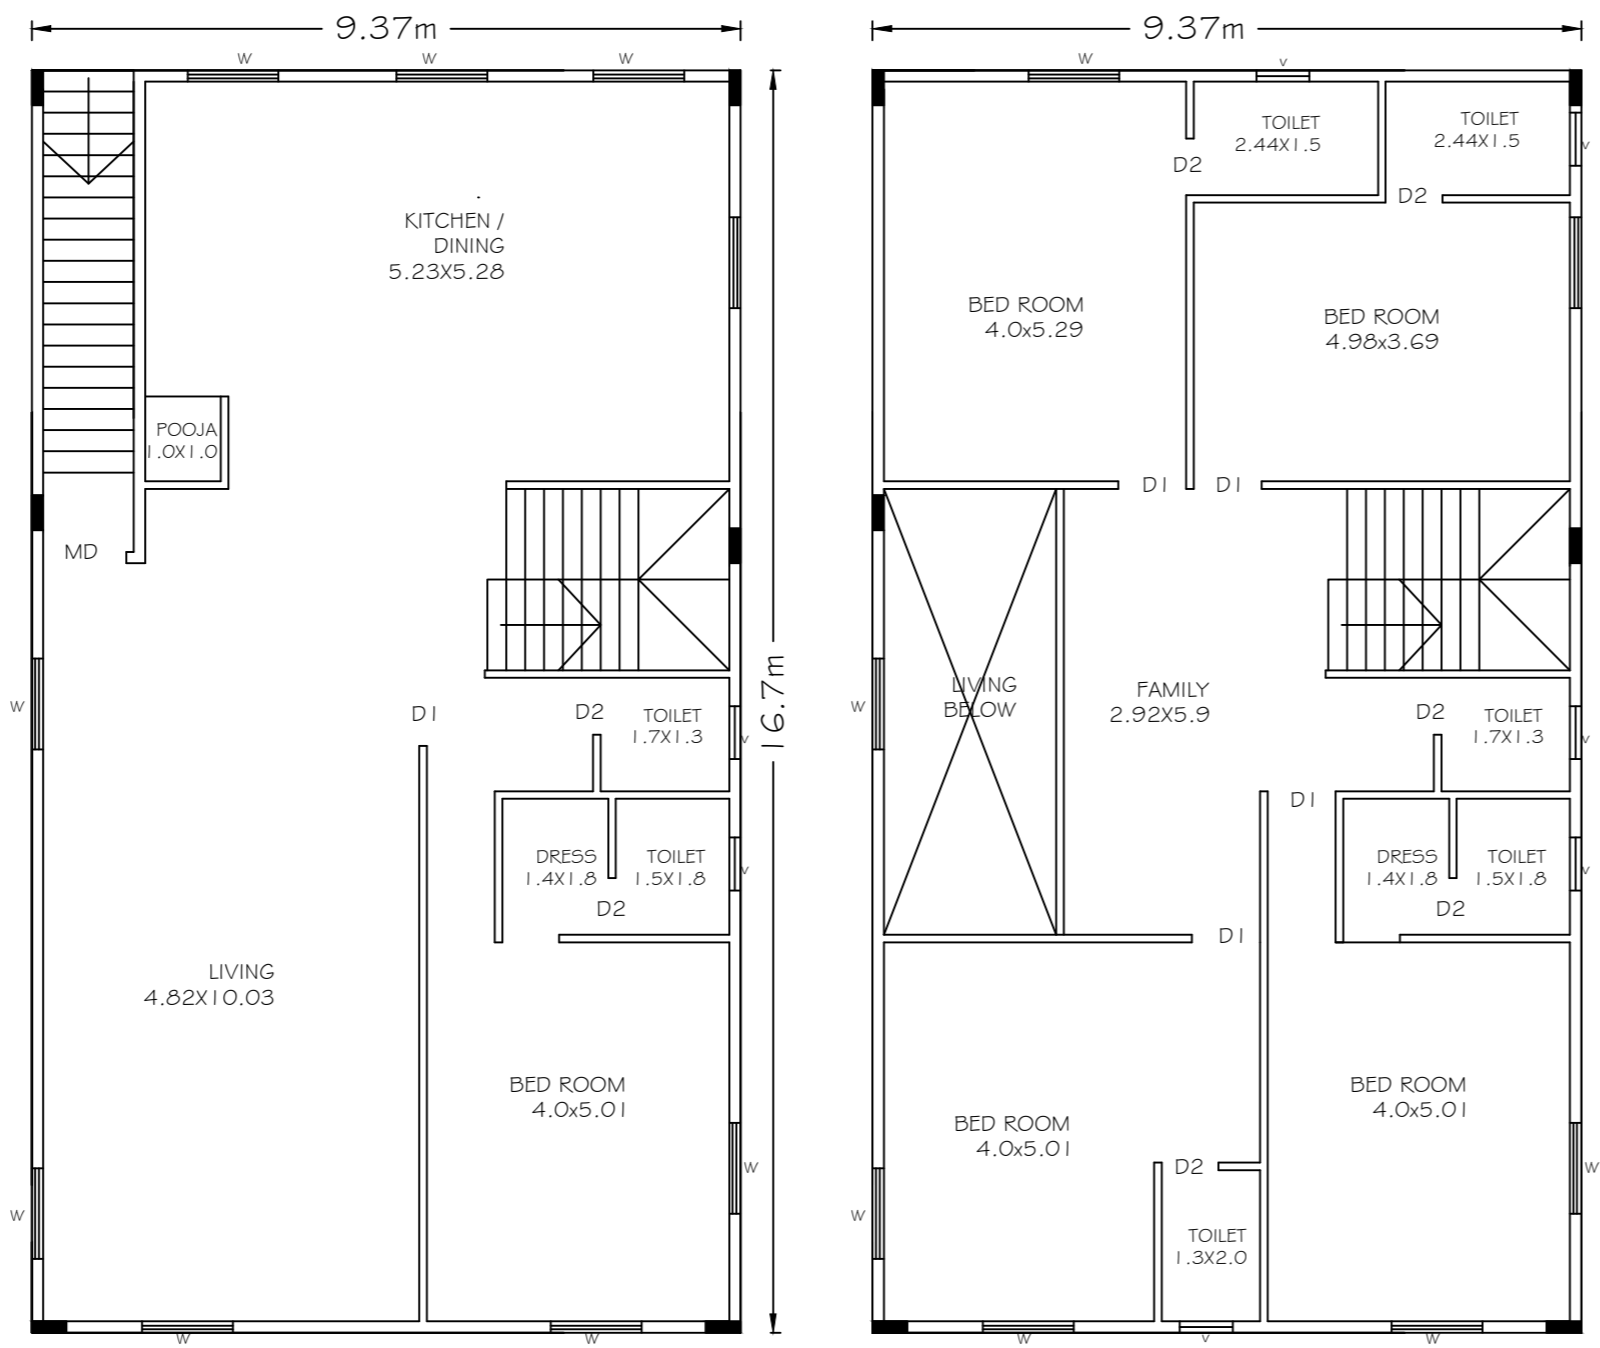 9.37m
W
W
W
KITCHEN /
DINING
5.23X5.28
POOJA
1.0X1.0
MD
16.7m
W
D1
D2
TOILET
1.7X1.3
V
DRESS
1.4X1.8
TOILET
1.5X1.8
V
D2
LIVING
4.82X10.03
BED ROOM
4.0x5.01
W
W
W
W
9.37m
W
V
TOILET
2.44X1.5
TOILET
2.44X1.5
V
D2
D2
BED ROOM
4.0x5.29
BED ROOM
4.98x3.69
D1
D1
W
LIVING
BELOW
FAMILY
2.92X5.9
D2
TOILET
1.7X1.3
V
D1
DRESS
1.4X1.8
TOILET
1.5X1.8
V
D2
D1
BED ROOM
4.0x5.01
BED ROOM
4.0x5.01
D2
W
W
TOILET
1.3X2.0
W
V
W